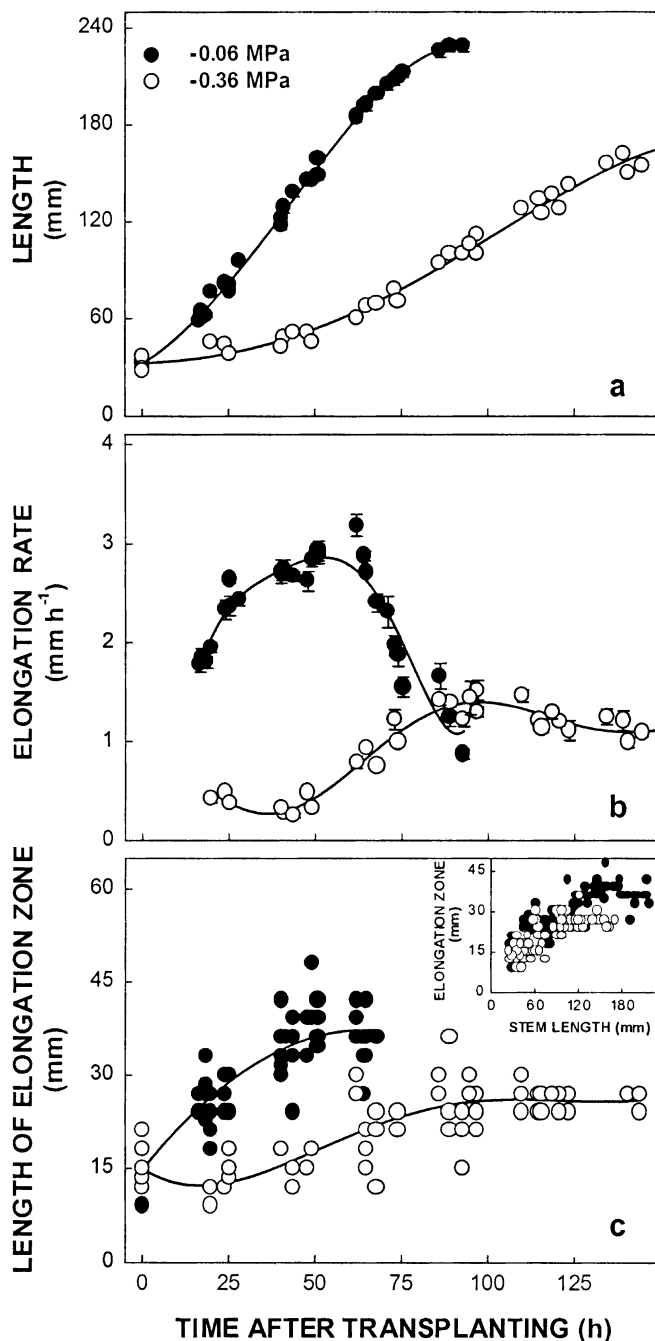 240
-0.06 MPa
-0.36 MPa
180
LENGTH
(mm)
120
60
a
0
4
3
ELONGATION RATE
(mm h-1)
2
1
b
0
60
45
LENGTH OF ELONGATION ZONE
(mm)
30
15
c
0
ELONGATION ZONE
(mm)
45
30
15
0 60 120 180
STEM LENGTH (mm)
0 25 50 75 100 125
TIME AFTER TRANSPLANTING (h)